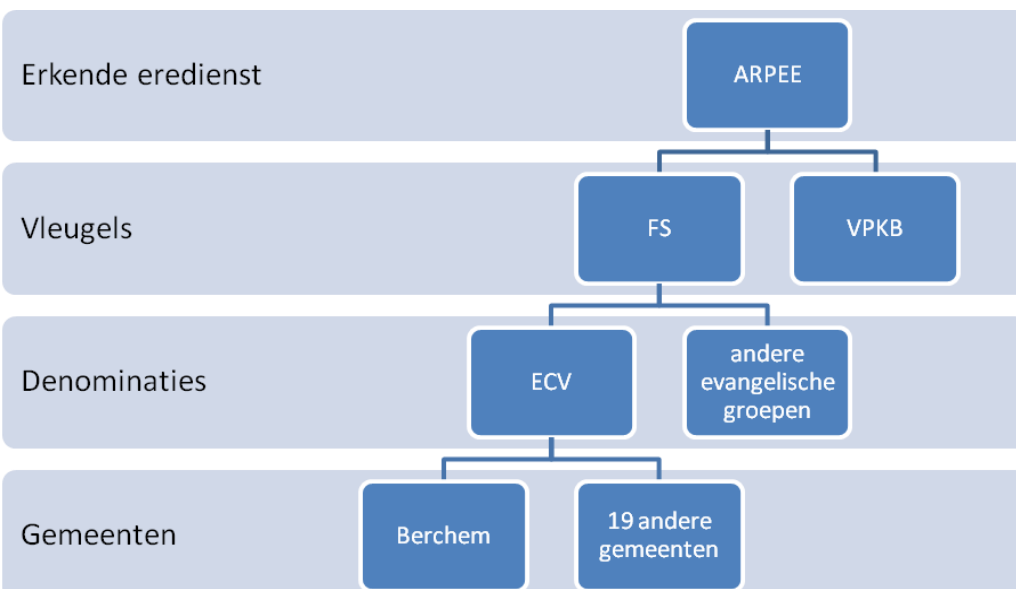 Erkende eredienst
ARPEE
Vleugels
FS
VPKB
Denominaties
ECV
andere
evangelische
groepen
Gemeenten
Berchem
19 andere
gemeenten